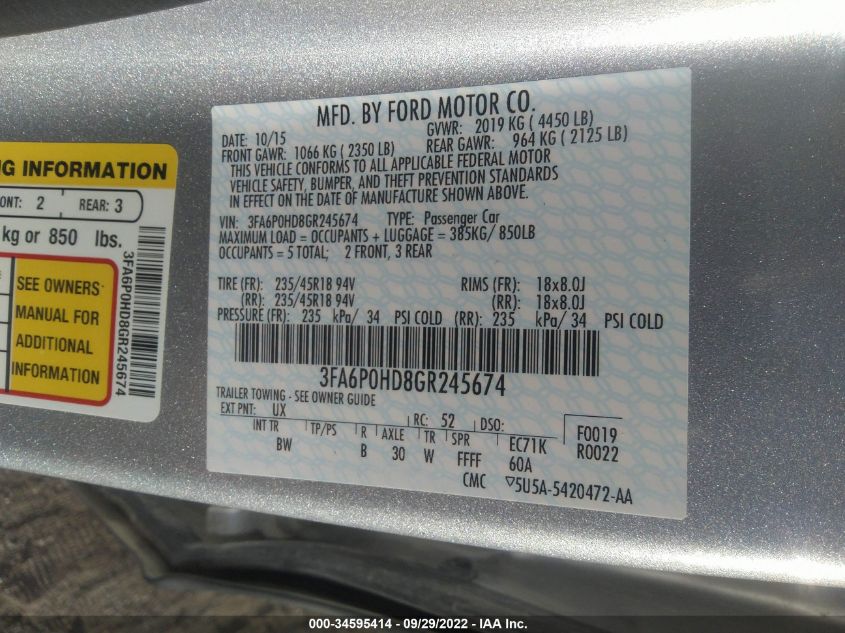 NG INFORMATION
ONT: 2 REAR: 3
kg or 850 lbs.
SEE OWNERS
MANUAL FOR
ADDITIONAL
INFORMATION
3FA6P0HD8GR245674
MFD. BY FORD MOTOR CO.
DATE: 10/15 GVWR: 2019 KG ( 4450 LB)
FRONT GAWR: 1066 KG ( 2350 LB) REAR GAWR: 964 KG ( 2125 LB)
THIS VEHICLE CONFORMS TO ALL APPLICABLE FEDERAL MOTOR
VEHICLE SAFETY, BUMPER, AND THEFT PREVENTION STANDARDS
IN EFFECT ON THE DATE OF MANUFACTURE SHOWN ABOVE.
VIN: 3FA6P0HD8GR245674 TYPE: Passenger Car
MAXIMUM LOAD = OCCUPANTS + LUGGAGE = 385KG/ 850LB
OCCUPANTS = 5 TOTAL; 2 FRONT, 3 REAR
TIRE (FR): 235/45R18 94V RIMS (FR): 18x8.0J
(RR): 235/45R18 94V (RR): 18x8.0J
PRESSURE (FR): 235 kPa/ 34 PSI COLD (RR): 235 kPa/ 34 PSI COLD
3FA6P0HD8GR245674
TRAILER TOWING - SEE OWNER GUIDE
EXT PNT: UX RC: 52 DSO: F0019
INT TR TP/PS R AXLE TR SPR EC71K R0022
BW B 30 W FFFF 60A
CMC ▽5U5A-5420472-AA
000-34595414 - 09/29/2022 - IAA Inc.